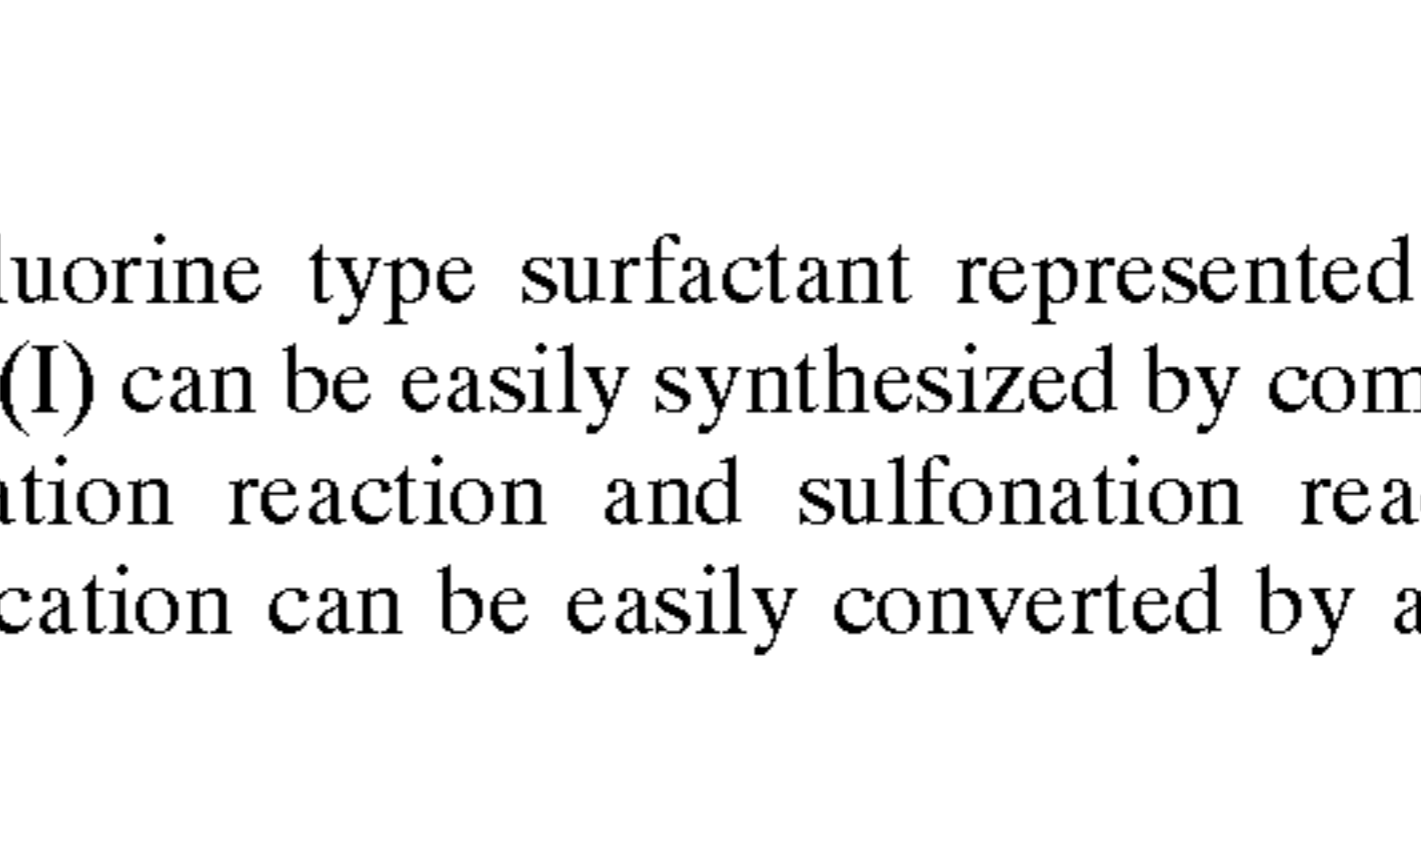 luorine type surfactant represented
(I) can be easily synthesized by com
ation reaction and sulfonation rea
cation can be easily converted by a